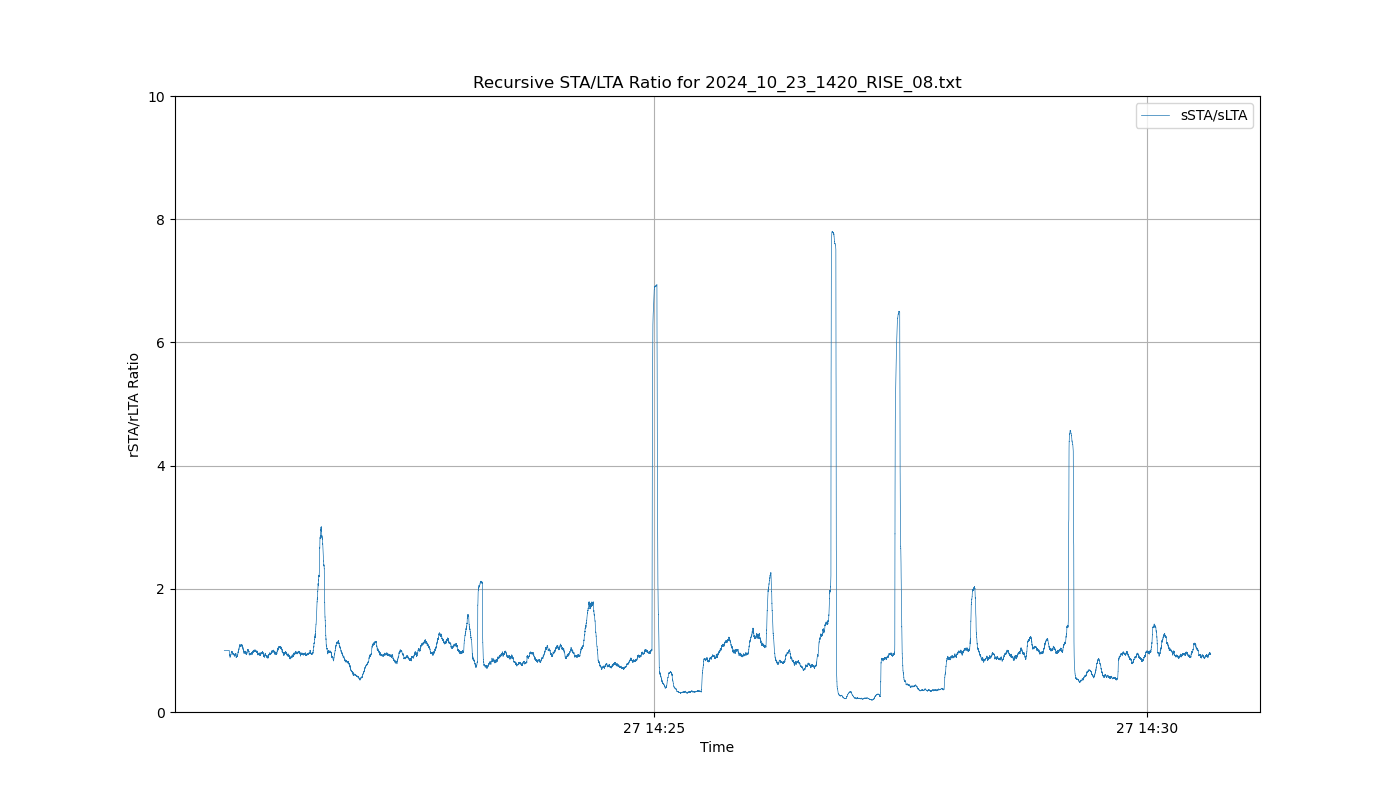 Recursive STA/LTA Ratio for 2024_10_23_1420_RISE_08.txt
sSTA/sLTA
rSTA/rLTA Ratio
10
8
6
4
2
0
27 14:25
27 14:30
Time